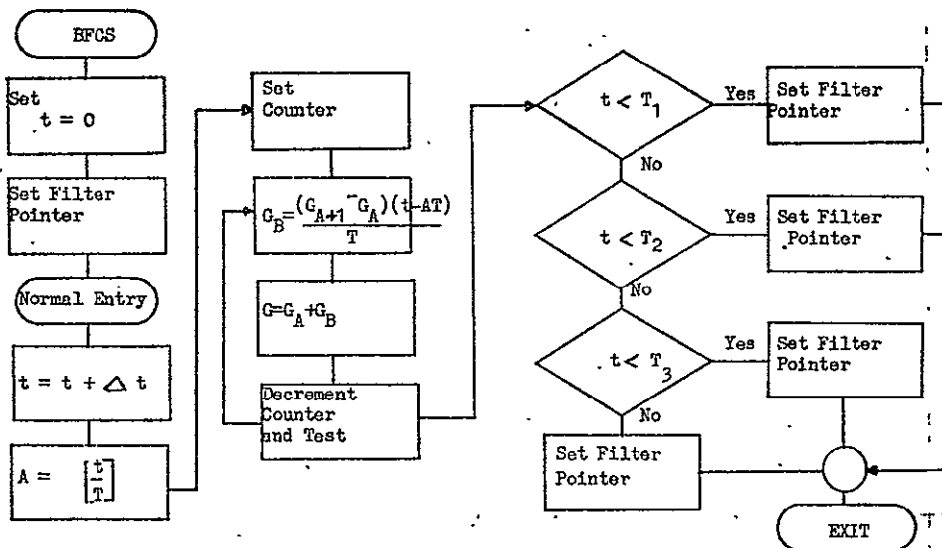 BFCS
Set
t = 0
Set Filter
Pointer
Normal Entry
t = t + Δ t
A = [t/T]
Set
Counter
G_B = (G_{A+1} - G_A)(t-AT)
T
G=G_A+G_B
Decrement
Counter
and Test
t < T_1
Yes
Set Filter
Pointer
No
t < T_2
Yes
Set Filter
Pointer
No
t < T_3
Yes
Set Filter
Pointer
No
Set Filter
Pointer
EXIT